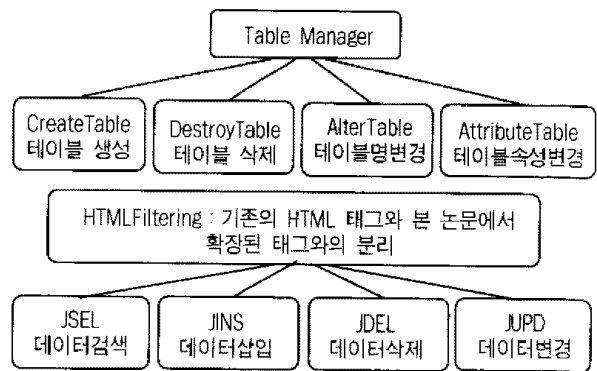 Table Manager
CreateTable
테이블 생성
DestroyTable
테이블 삭제
AlterTable
테이블명변경
AttributeTable
테이블속성변경
HTMLFiltering : 기존의 HTML 태그와 본 논문에서
확장된 태그와의 분리
JSEL
데이터검색
JINS
데이터삽입
JDEL
데이터삭제
JUPD
데이터변경